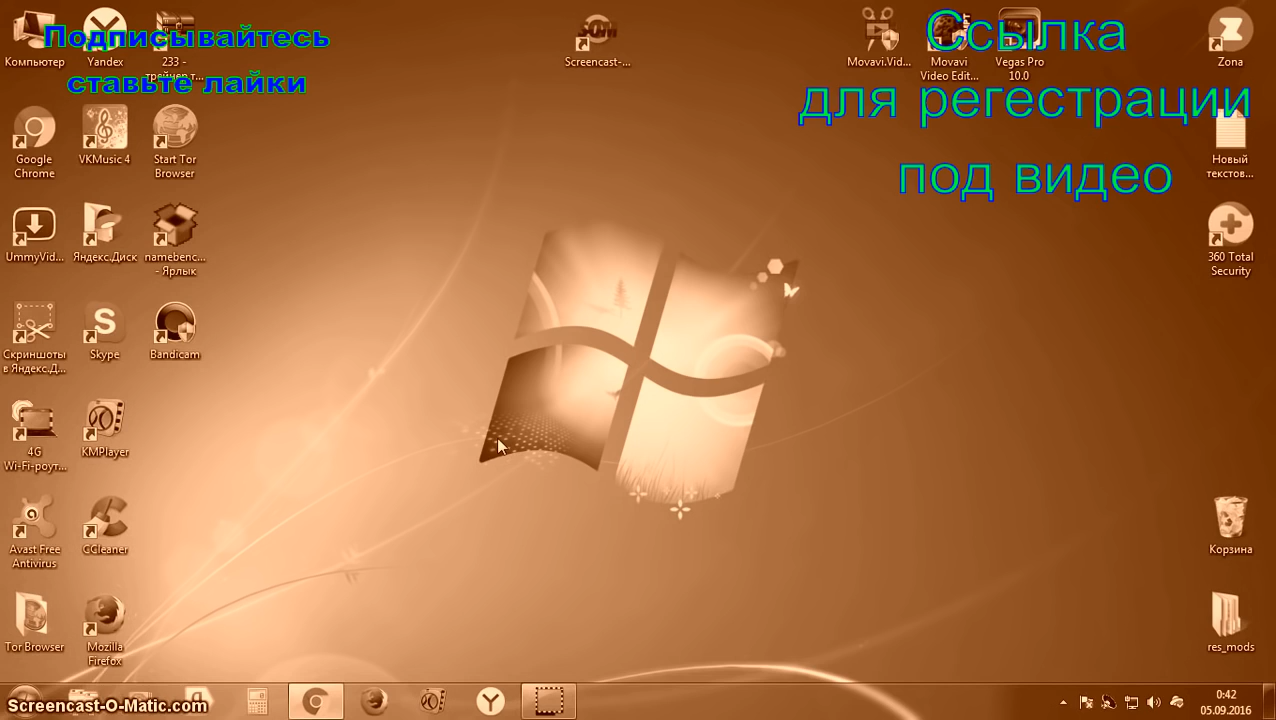 Подписывайтесь
ставьте лайки
Ссылка
для регестрации
под видео
Компьютер
Yandex
233 -
трейнер т...
Screencast-...
Movavi.Vid...
Movavi
Video Edit...
Vegas Pro
10.0
Zona
Google
Chrome
VKMusic 4
Start Tor
Browser
Новый
текстов...
UmmyVid...
Яндекс.Диск
namebenc...
- Ярлык
360 Total
Security
Скриншоты
в Яндекс.Д...
Skype
Bandicam
4G
Wi-Fi-роут...
KMPlayer
Avast Free
Antivirus
CCleaner
Корзина
Tor Browser
Mozilla
Firefox
res_mods
Screencast-O-Matic.com
0:42
05.09.2016